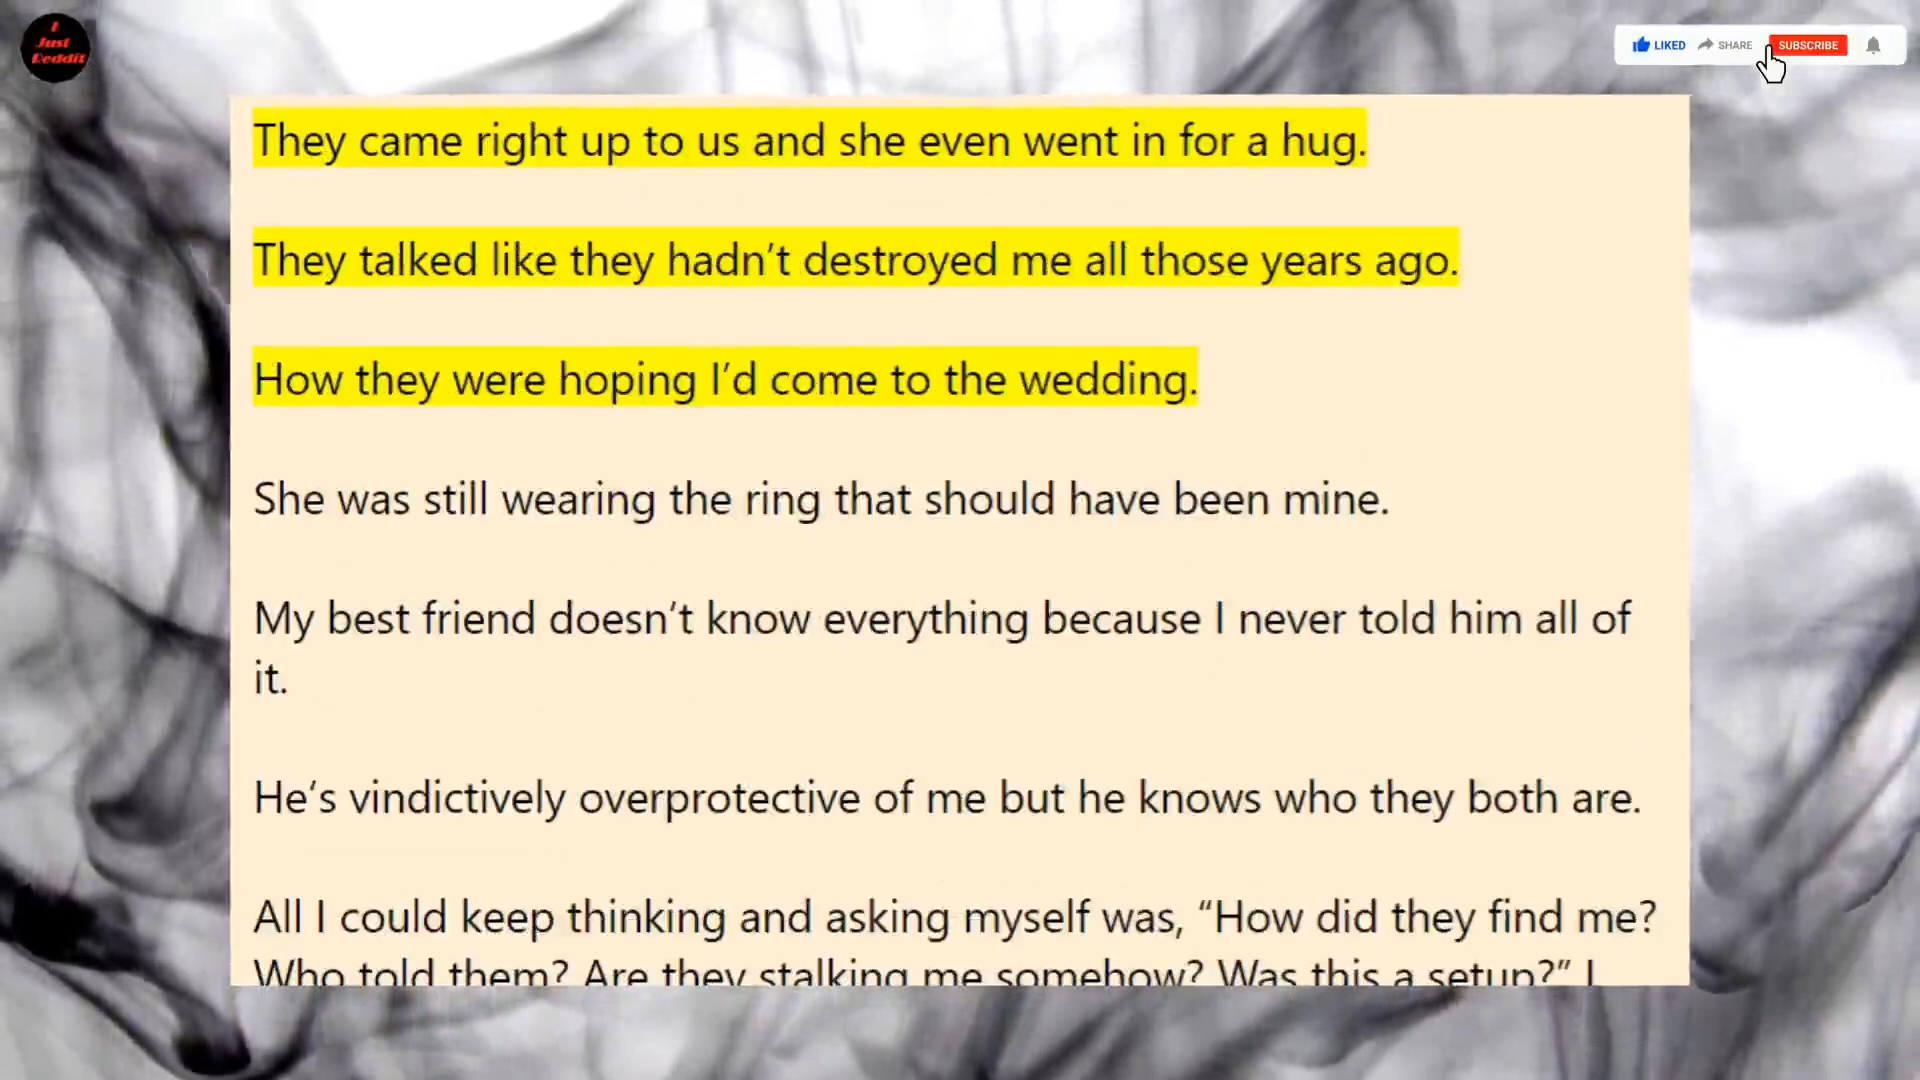 I
Just
Reddit
LIKED
SHARE
SUBSCRIBE
They came right up to us and she even went in for a hug.
They talked like they hadn’t destroyed me all those years ago.
How they were hoping I’d come to the wedding.
She was still wearing the ring that should have been mine.
My best friend doesn’t know everything because I never told him all of
it.
He’s vindictively overprotective of me but he knows who they both are.
All I could keep thinking and asking myself was, “How did they find me?
Who told them? Are they stalking me somehow? Was this a setup?” I